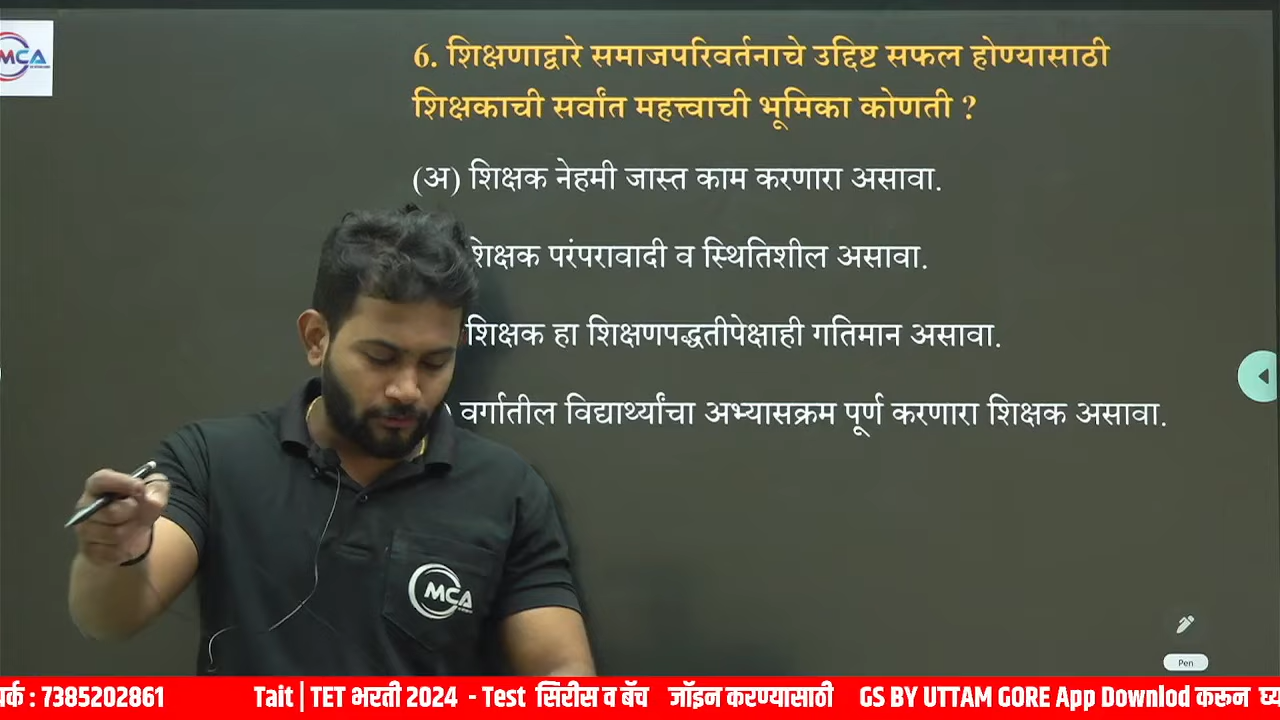 MCA
6. शिक्षणाद्वारे समाजपरिवर्तनाचे उद्दिष्ट सफल होण्यासाठी
शिक्षकाची सर्वांत महत्त्वाची भूमिका कोणती ?
(अ) शिक्षक नेहमी जास्त काम करणारा असावा.
शिक्षक परंपरावादी व स्थितिशील असावा.
शिक्षक हा शिक्षणपद्धतीपेक्षाही गतिमान असावा.
) वर्गातील विद्यार्थ्यांचा अभ्यासक्रम पूर्ण करणारा शिक्षक असावा.
MCA
Pen
र्क : 7385202861 Tait | TET भरती 2024 - Test सिरीस व बॅच जॉइन करण्यासाठी GS BY UTTAM GORE App Downlod करून घ्य